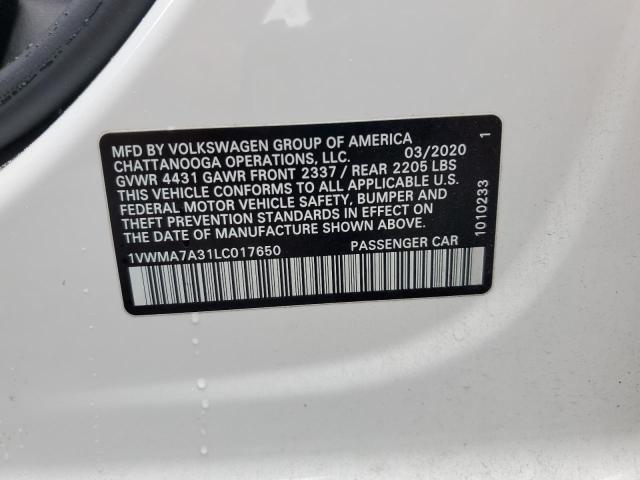 MFD BY VOLKSWAGEN GROUP OF AMERICA
CHATTANOOGA OPERATIONS, LLC. 03/2020
GVWR 4431 GAWR FRONT 2337 / REAR 2205 LBS
THIS VEHICLE CONFORMS TO ALL APPLICABLE U.S.
FEDERAL MOTOR VEHICLE SAFETY, BUMPER AND
THEFT PREVENTION STANDARDS IN EFFECT ON
THE DATE OF MANUFACTURE SHOWN ABOVE.
1VWMA7A31LC017650 PASSENGER CAR
1010233 1